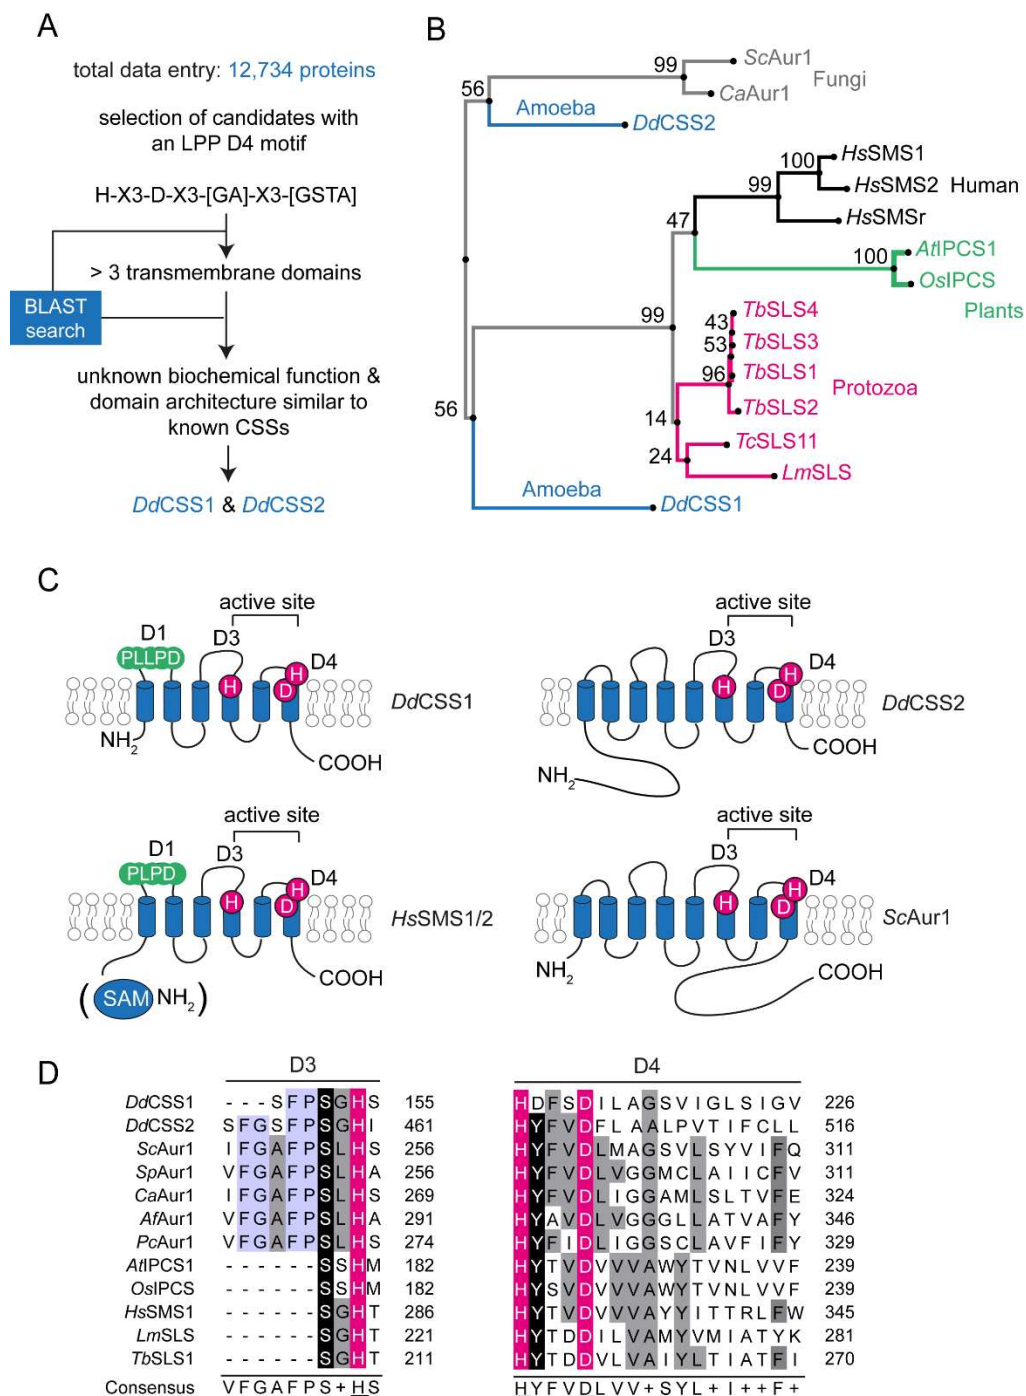 A
total data entry: 12,734 proteins
selection of candidates with
an LPP D4 motif
H-X3-D-X3-[GA]-X3-[GSTA]
> 3 transmembrane domains
BLAST
search
unknown biochemical function &
domain architecture similar to
known CSSs
DdCSS1 & DdCSS2
B
99
ScAur1
Fungi
56
CaAur1
Amoeba
DdCSS2
100
HsSMS1
99
HsSMS2 Human
47
HsSMSr
100
AtIPCS1
OsIPCS
Plants
99
TbSLS4
43
TbSLS3
53
TbSLS1
96
Protozoa
TbSLS2
56
14
TcSLS11
24
LmSLS
Amoeba
DdCSS1
C
active site
D1
D3
D4
PLLPD
H
H
D
NH2
COOH
DdCSS1
active site
D3
D4
H
H
D
NH2
COOH
DdCSS2
active site
D1
D3
D4
PLPD
H
H
D
(SAM NH2)
COOH
HsSMS1/2
active site
D3
D4
H
H
D
NH2
COOH
ScAur1
D
D3 D4
DdCSS1 - - - S F P S G H S 155 H D F S D I L A G S V I G L S I G V 226
DdCSS2 S F G S F P S G H I 461 H Y F V D F L A A L P V T I F C L L 516
ScAur1 I F G A F P S L H S 256 H Y F V D L M A G S V L S Y V I F Q 311
SpAur1 V F G A F P S L H A 256 H Y F V D L V G G M C L A I I C F V 311
CaAur1 I F G A F P S L H S 269 H Y F V D L I G G A M L S L T V F E 324
AfAur1 V F G A F P S L H A 291 H Y A V D L V G G G L L A T V A F Y 346
PcAur1 V F G A F P S L H S 274 H Y F I D L I G G S C L A V F I F Y 329
AtIPCS1 - - - - - - S S H M 182 H Y T V D V V V A W Y T V N L V V F 239
OsIPCS - - - - - - S S H M 182 H Y S V D V V V A W Y T V N L V V F 239
HsSMS1 - - - - - - S G H T 286 H Y T V D V V V A Y Y I T T R L F W 345
LmSLS - - - - - - S G H T 221 H Y T D D I L V A M Y V M I A T Y K 281
TbSLS1 - - - - - - S G H T 211 H Y T D D V L V A I Y L T I A T F I 270
Consensus V F G A F P S + H S H Y F V D L V V + S Y L + I + + F +